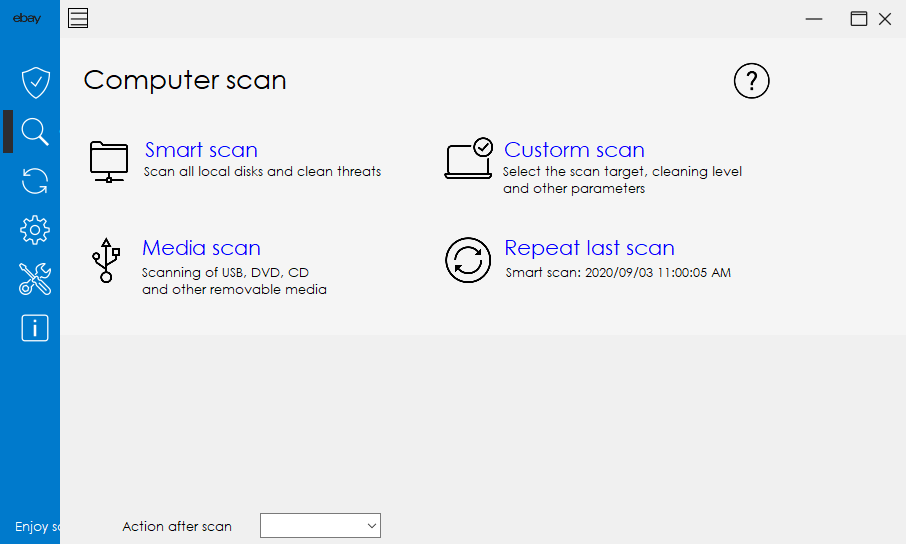 ebay
Computer scan
?
Smart scan
Scan all local disks and clean threats
Custorm scan
Select the scan target, cleaning level
and other parameters
Media scan
Scanning of USB, DVD, CD
and other removable media
Repeat last scan
Smart scan: 2020/09/03 11:00:05 AM
Enjoy
Action after scan